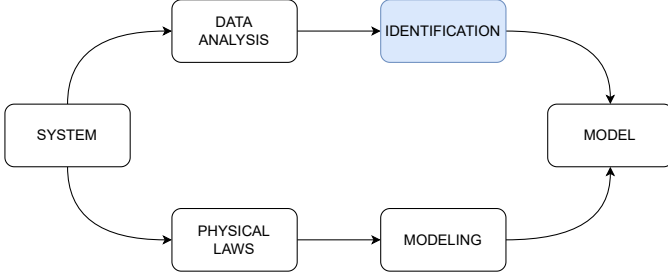 DATA
ANALYSIS
IDENTIFICATION
SYSTEM
MODEL
PHYSICAL
LAWS
MODELING